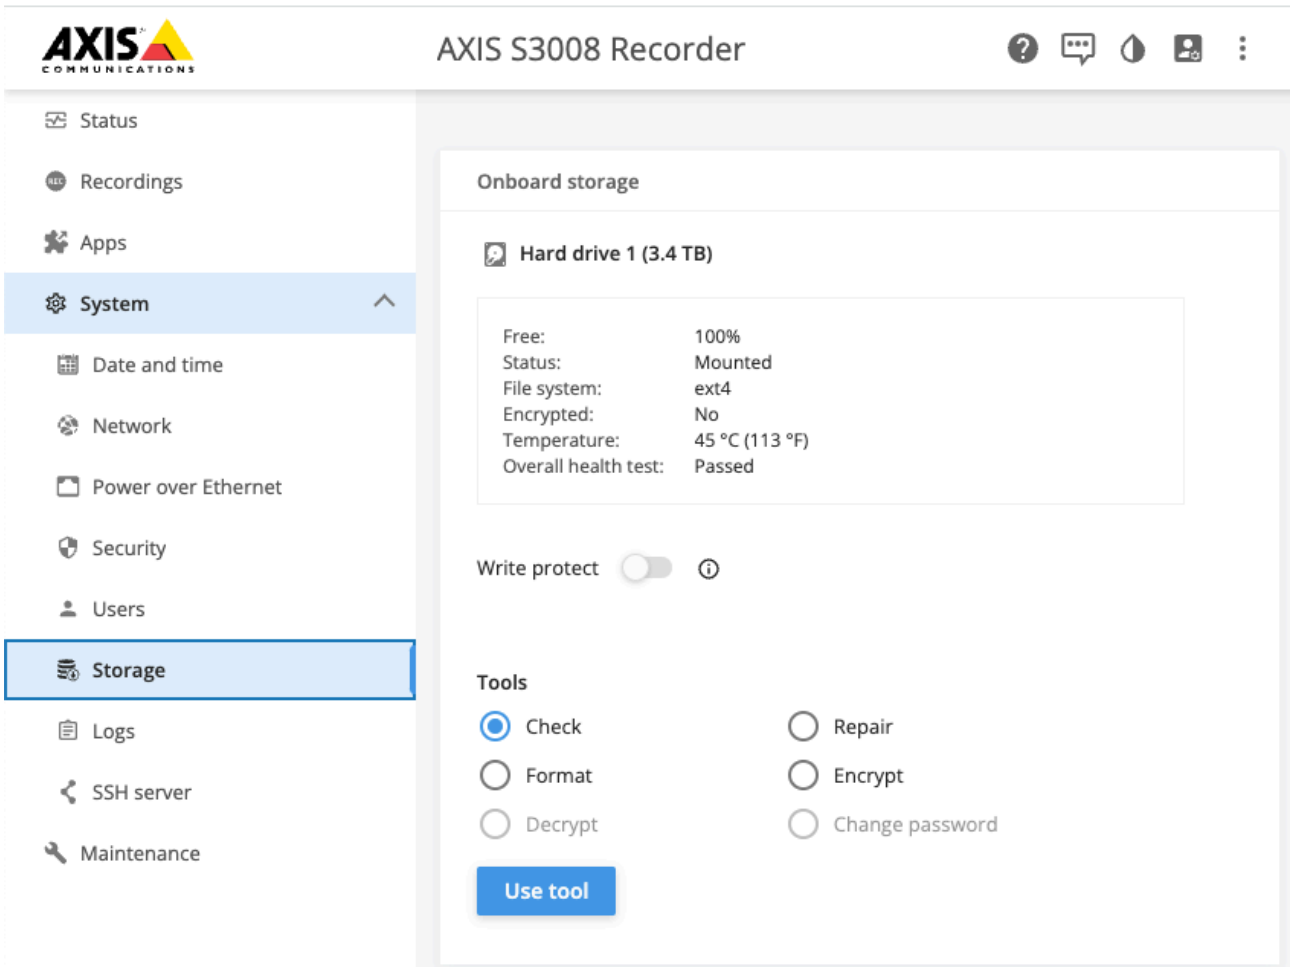 AXIS
COMMUNICATIONS
AXIS S3008 Recorder
Status
REC
Recordings
Apps
System
Date and time
Network
Power over Ethernet
Security
Users
Storage
Logs
SSH server
Maintenance
Onboard storage
Hard drive 1 (3.4 TB)
Free: 100%
Status: Mounted
File system: ext4
Encrypted: No
Temperature: 45 °C (113 °F)
Overall health test: Passed
Write protect
Tools
Check Repair
Format Encrypt
Decrypt Change password
Use tool